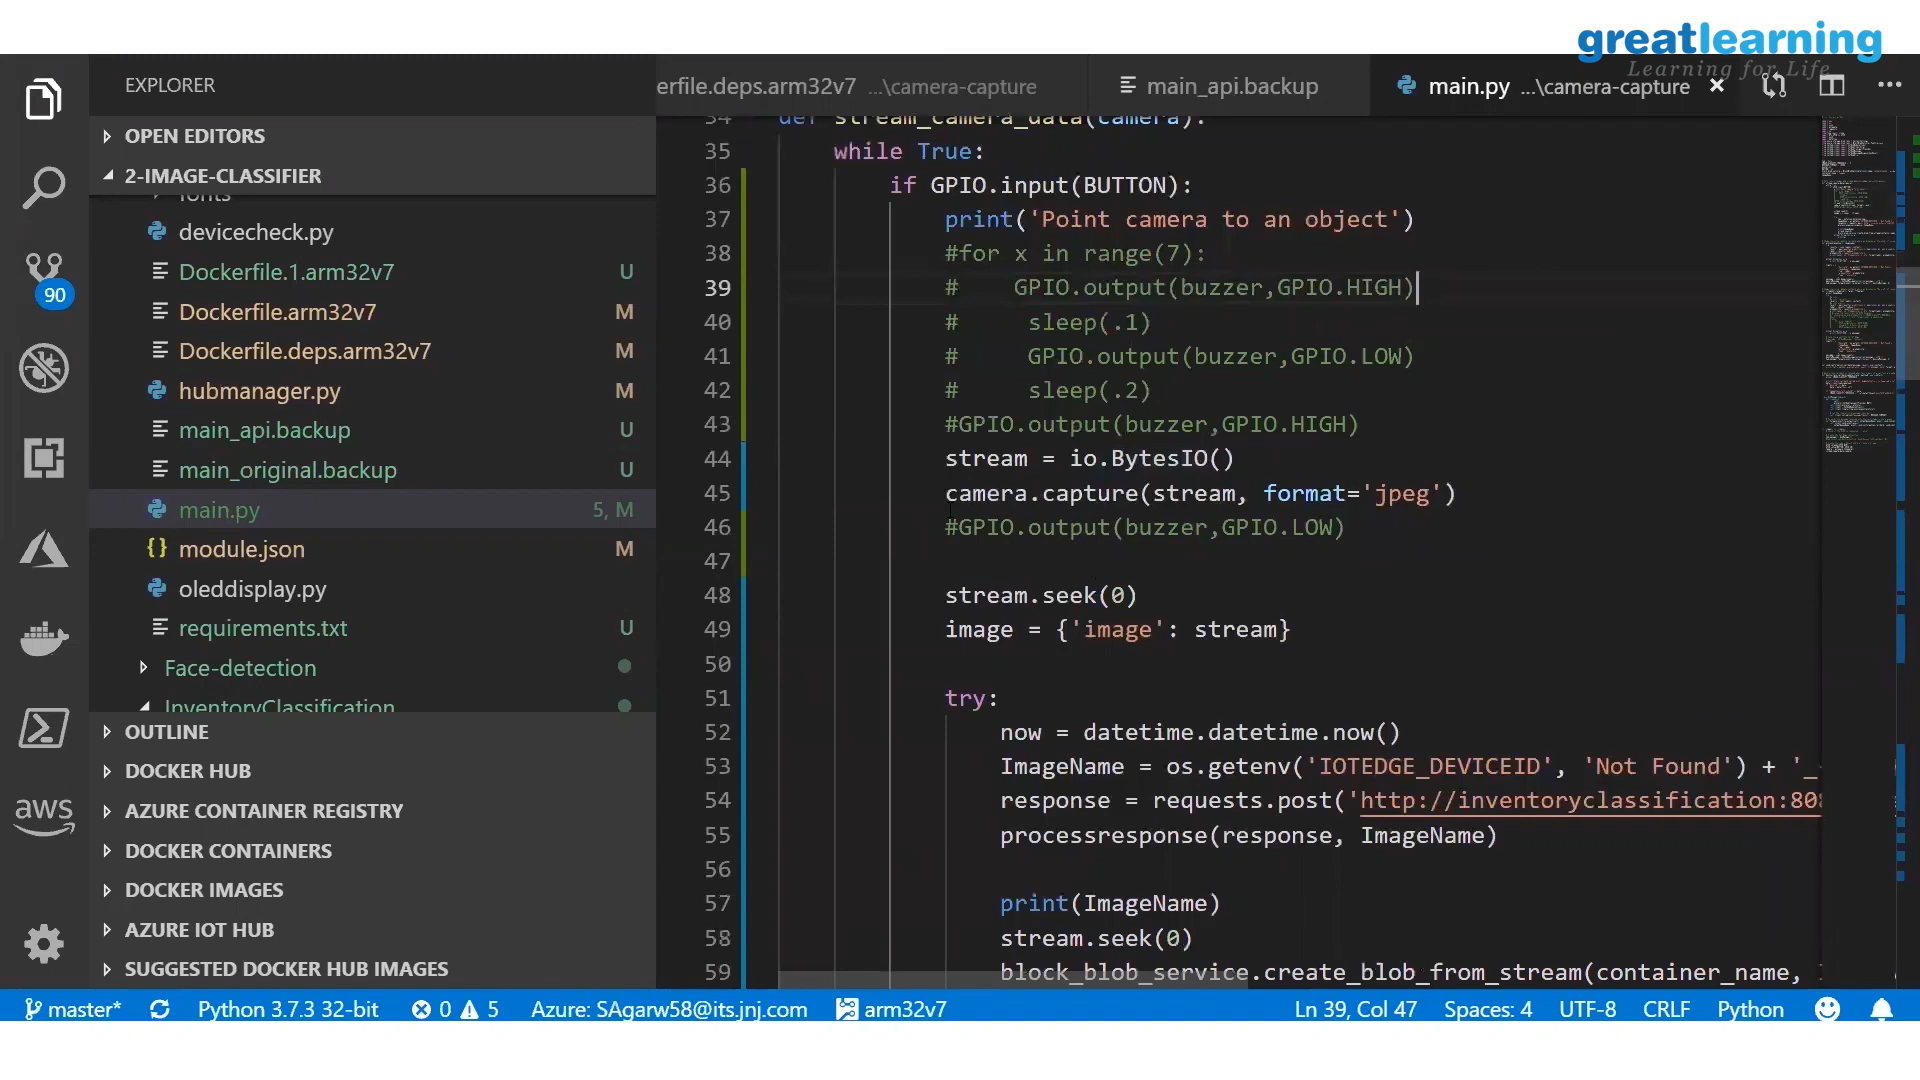 greatlearning
Learning for Life
EXPLORER
erfile.deps.arm32v7 ...\camera-capture
main_api.backup
main.py ...\camera-capture
OPEN EDITORS
2-IMAGE-CLASSIFIER
fonts
devicecheck.py
Dockerfile.1.arm32v7 U
Dockerfile.arm32v7 M
Dockerfile.deps.arm32v7 M
hubmanager.py M
main_api.backup U
main_original.backup U
main.py 5, M
module.json M
oleddisplay.py
requirements.txt U
Face-detection
InventoryClassification
OUTLINE
DOCKER HUB
AZURE CONTAINER REGISTRY
DOCKER CONTAINERS
DOCKER IMAGES
AZURE IOT HUB
SUGGESTED DOCKER HUB IMAGES
90
aws
34 def stream_camera_data(camera):
35 while True:
36 if GPIO.input(BUTTON):
37 print('Point camera to an object')
38 #for x in range(7):
39 # GPIO.output(buzzer,GPIO.HIGH)
40 # sleep(.1)
41 # GPIO.output(buzzer,GPIO.LOW)
42 # sleep(.2)
43 #GPIO.output(buzzer,GPIO.HIGH)
44 stream = io.BytesIO()
45 camera.capture(stream, format='jpeg')
46 #GPIO.output(buzzer,GPIO.LOW)
47
48 stream.seek(0)
49 image = {'image': stream}
50
51 try:
52 now = datetime.datetime.now()
53 ImageName = os.getenv('IOTEDGE_DEVICEID', 'Not Found') + '_
54 response = requests.post('http://inventoryclassification:80
55 processresponse(response, ImageName)
56
57 print(ImageName)
58 stream.seek(0)
59 block_blob_service.create_blob_from_stream(container_name,
master* Python 3.7.3 32-bit 0 5 Azure: SAgarw58@its.jnj.com arm32v7 Ln 39, Col 47 Spaces: 4 UTF-8 CRLF Python